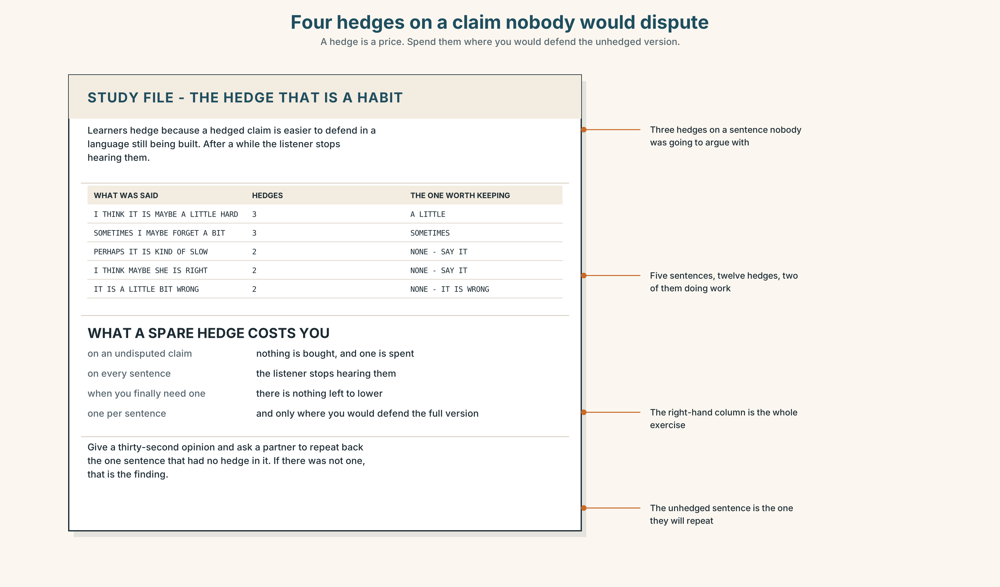 Four hedges on a claim nobody would dispute
A hedge is a price. Spend them where you would defend the unhedged version.
STUDY FILE - THE HEDGE THAT IS A HABIT
Learners hedge because a hedged claim is easier to defend in a
language still being built. After a while the listener stops
hearing them.
Three hedges on a sentence nobody
was going to argue with
WHAT WAS SAID HEDGES THE ONE WORTH KEEPING
I THINK IT IS MAYBE A LITTLE HARD 3 A LITTLE
SOMETIMES I MAYBE FORGET A BIT 3 SOMETIMES
PERHAPS IT IS KIND OF SLOW 2 NONE - SAY IT
I THINK MAYBE SHE IS RIGHT 2 NONE - SAY IT
IT IS A LITTLE BIT WRONG 2 NONE - IT IS WRONG
Five sentences, twelve hedges, two
of them doing work
WHAT A SPARE HEDGE COSTS YOU
on an undisputed claim nothing is bought, and one is spent
on every sentence the listener stops hearing them
when you finally need one there is nothing left to lower
one per sentence and only where you would defend the full version
The right-hand column is the whole
exercise
Give a thirty-second opinion and ask a partner to repeat back
the one sentence that had no hedge in it. If there was not one,
that is the finding.
The unhedged sentence is the one
they will repeat